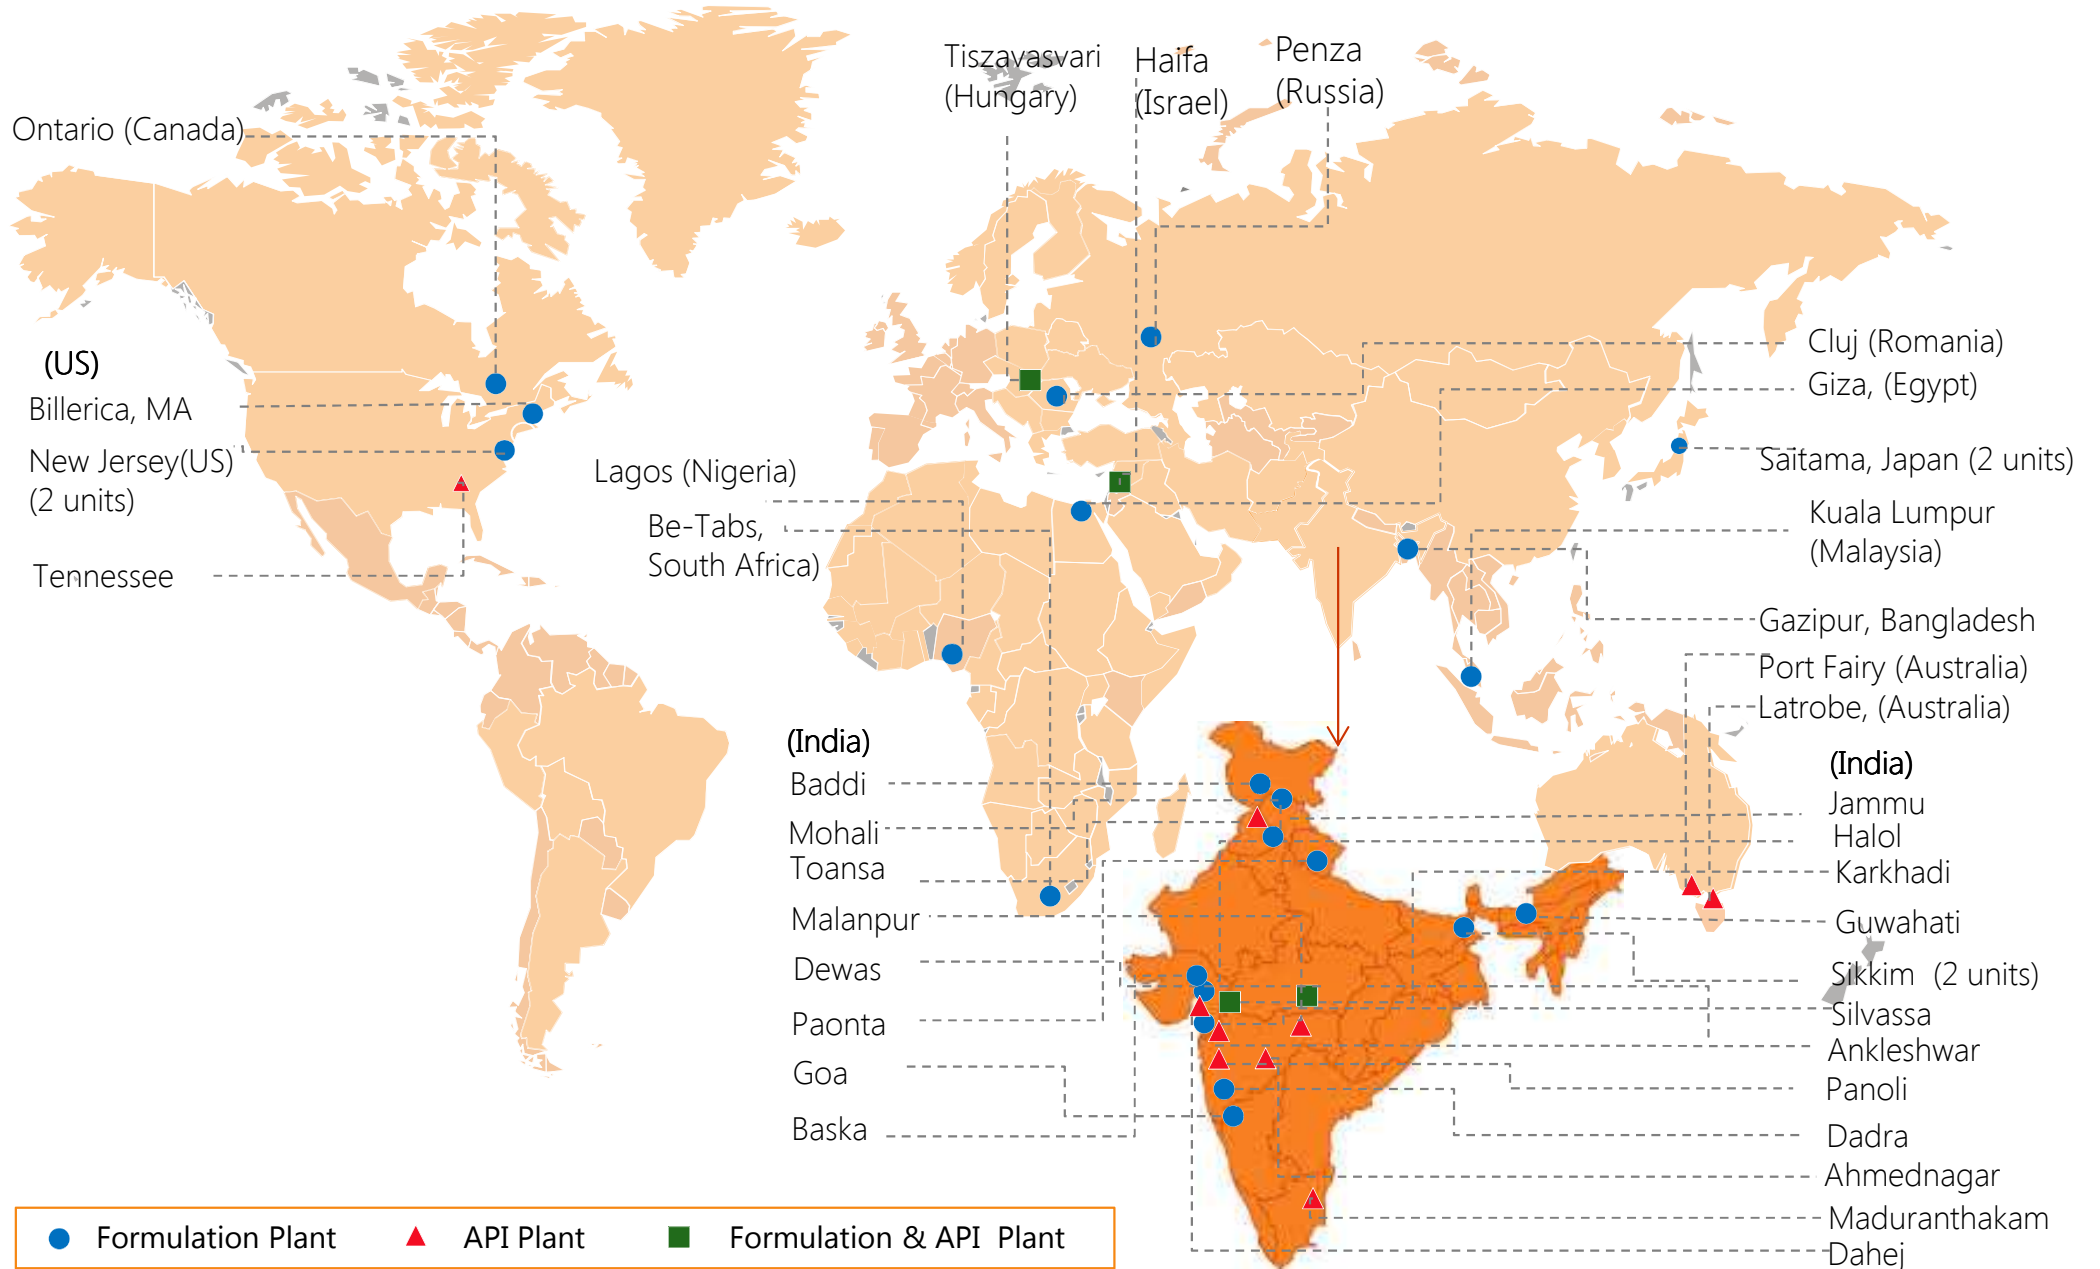 Tiszavasvari
(Hungary)
Haifa
(Israel)
Penza
(Russia)
Ontario (Canada)
(US)
Billerica, MA
New Jersey(US)
(2 units)
Tennessee
Lagos (Nigeria)
Be-Tabs,
South Africa)
Cluj (Romania)
Giza, (Egypt)
Saitama, Japan (2 units)
Kuala Lumpur
(Malaysia)
Gazipur, Bangladesh
Port Fairy (Australia)
Latrobe, (Australia)
(India)
Baddi
Mohali
Toansa
Malanpur
Dewas
Paonta
Goa
Baska
(India)
Jammu
Halol
Karkhadi
Guwahati
Sikkim (2 units)
Silvassa
Ankleshwar
Panoli
Dadra
Ahmednagar
Maduranthakam
Dahej
Formulation Plant
API Plant
Formulation & API Plant